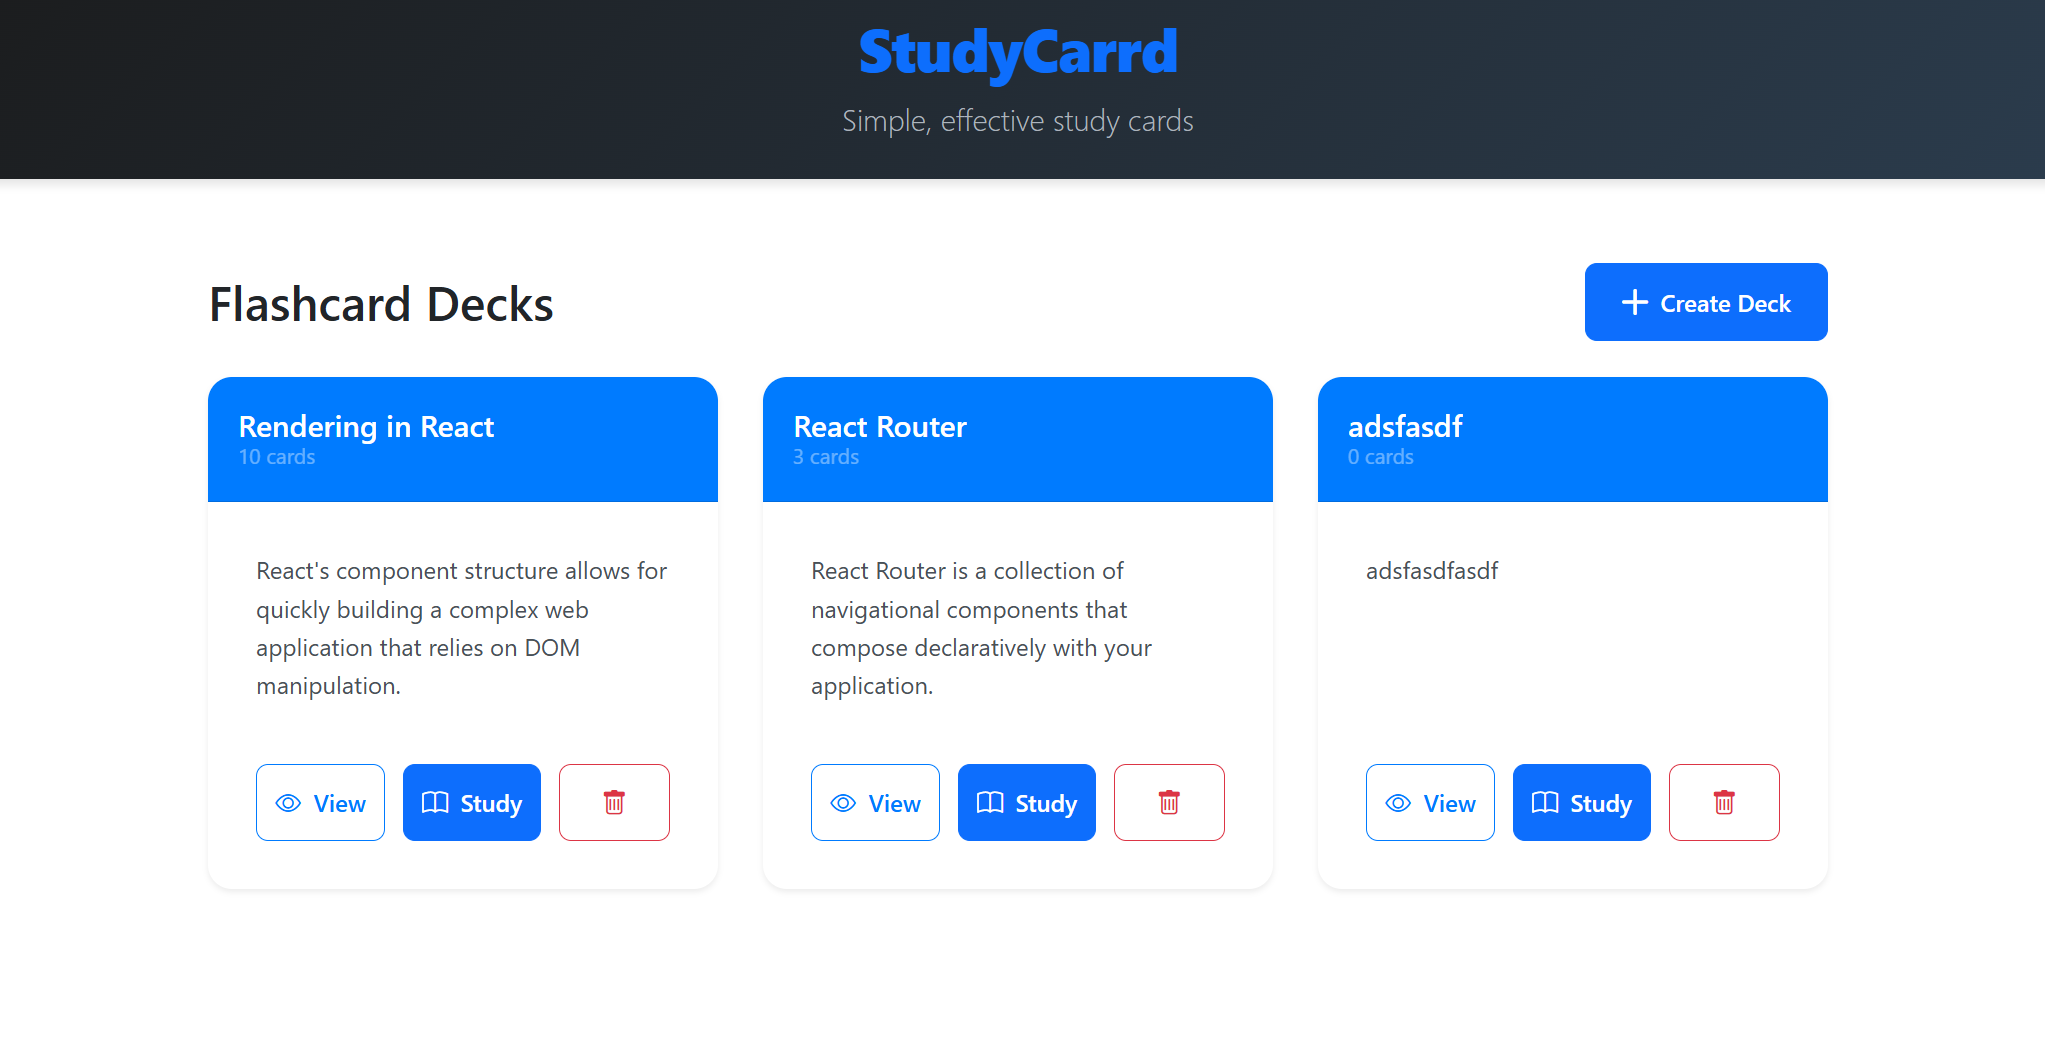 StudyCarrd
Simple, effective study cards
Flashcard Decks
Create Deck
Rendering in React
10 cards
React's component structure allows for
quickly building a complex web
application that relies on DOM
manipulation.
View
Study
React Router
3 cards
React Router is a collection of
navigational components that
compose declaratively with your
application.
View
Study
adsfasdf
0 cards
adsfasdfasdf
View
Study